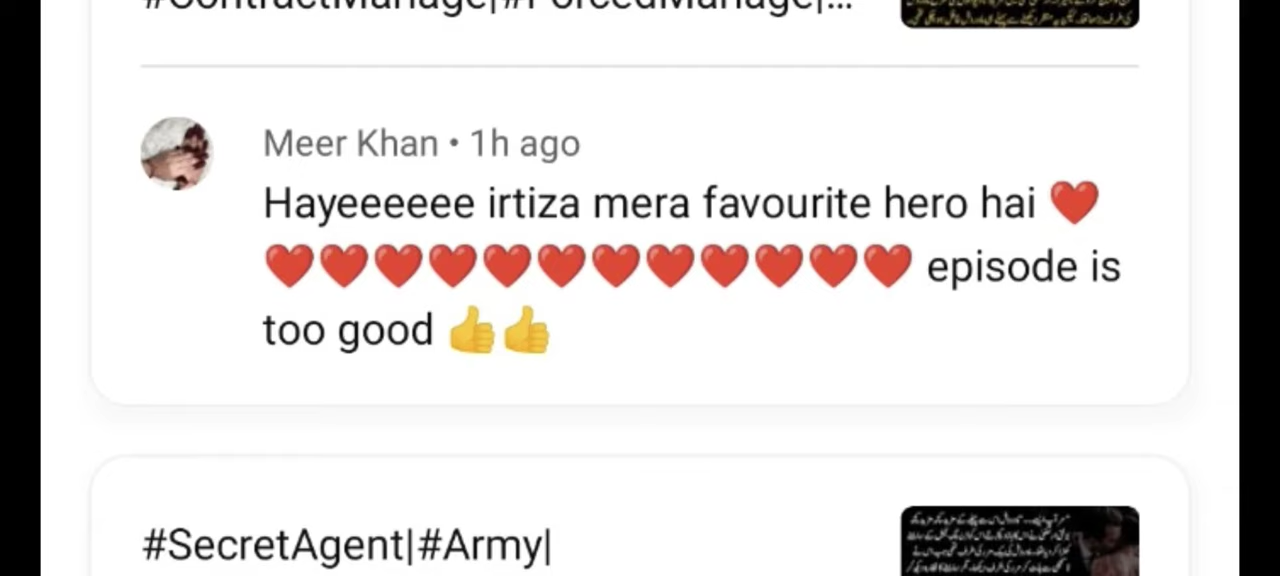 #ContractMarriage|#ForcedMarriage|...
Meer Khan • 1h ago
Hayeeeeee irtiza mera favourite hero hai ❤️
❤️❤️❤️❤️❤️❤️❤️❤️❤️❤️❤️❤️ episode is
too good 👍👍
#SecretAgent|#Army|